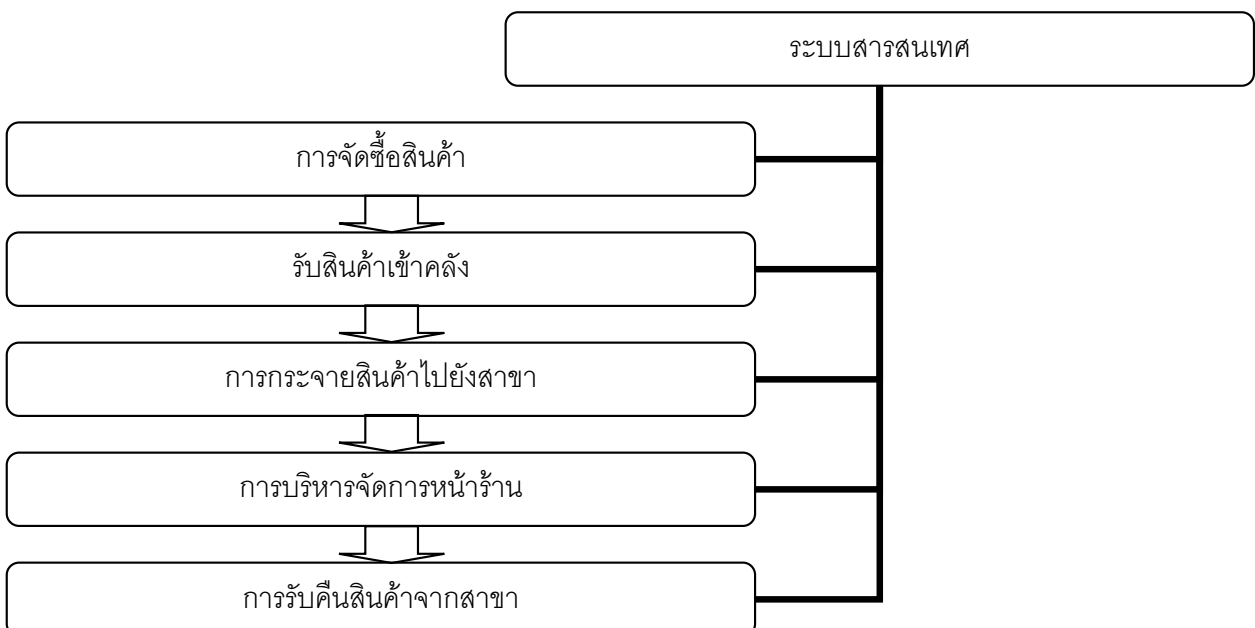 ระบบสารสนเทศ
การจัดซื้อสินค้า
รับสินค้าเข้าคลัง
การกระจายสินค้าไปยังสาขา
การบริหารจัดการหน้าร้าน
การรับคืนสินค้าจากสาขา